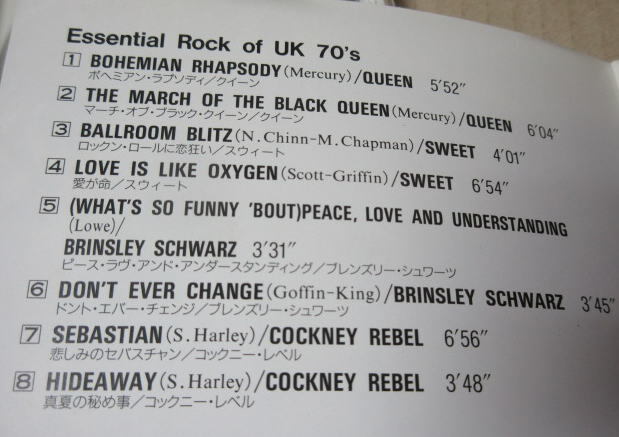 Essential Rock of UK 70's
1 BOHEMIAN RHAPSODY(Mercury)/QUEEN 5′52″
ボヘミアン・ラプソディ/クイーン
2 THE MARCH OF THE BLACK QUEEN(Mercury)/QUEEN 6′04″
マーチ・オブ・ブラック・クイーン/クイーン
3 BALLROOM BLITZ(N.Chinn-M.Chapman)/SWEET 4′01″
ロックン・ロールに恋狂い/スウィート
4 LOVE IS LIKE OXYGEN(Scott-Griffin)/SWEET 6′54″
愛が命/スウィート
5 (WHAT'S SO FUNNY 'BOUT)PEACE, LOVE AND UNDERSTANDING
(Lowe)/
BRINSLEY SCHWARZ 3′31″
ピース・ラヴ・アンド・アンダースタンディング/ブレンズリー・シュワーツ
6 DON'T EVER CHANGE(Goffin-King)/BRINSLEY SCHWARZ 3′45″
ドント・エバー・チェンジ/ブレンズリー・シュワーツ
7 SEBASTIAN(S.Harley)/COCKNEY REBEL 6′56″
悲しみのセバスチャン/コックニー・レベル
8 HIDEAWAY(S.Harley)/COCKNEY REBEL 3′48″
真夏の秘め事/コックニー・レベル